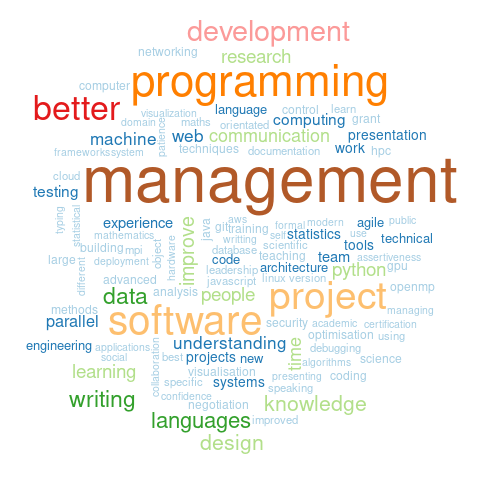 development
networking
research
computer
programming
better
visualization
language
control
learn
domain
maths
orientated
computing
grant
machine
patience
web
communication
presentation
techniques
documentation
work
hpc
frameworks
system
cloud
management
testing
typing
statistical
experience
java
aws
git
training
formal
modern
agile
public
mathematics
improve
writting
self
statistics
use
technical
building
mpi
object
database
scientific
tools
large
different
deployment
hardware
code
teaching
team
assertiveness
leadership
architecture
python
gpu
advanced
javascript
linux
version
openmp
data
analysis
people
project
methods
software
security
academic
certification
managing
parallel
optimisation
using
engineering
applications
collaboration
understanding
time
debugging
social
best
projects
new
algorithms
science
learning
visualisation
presenting
coding
specific
systems
speaking
writing
confidence
negotiation
knowledge
languages
improved
design